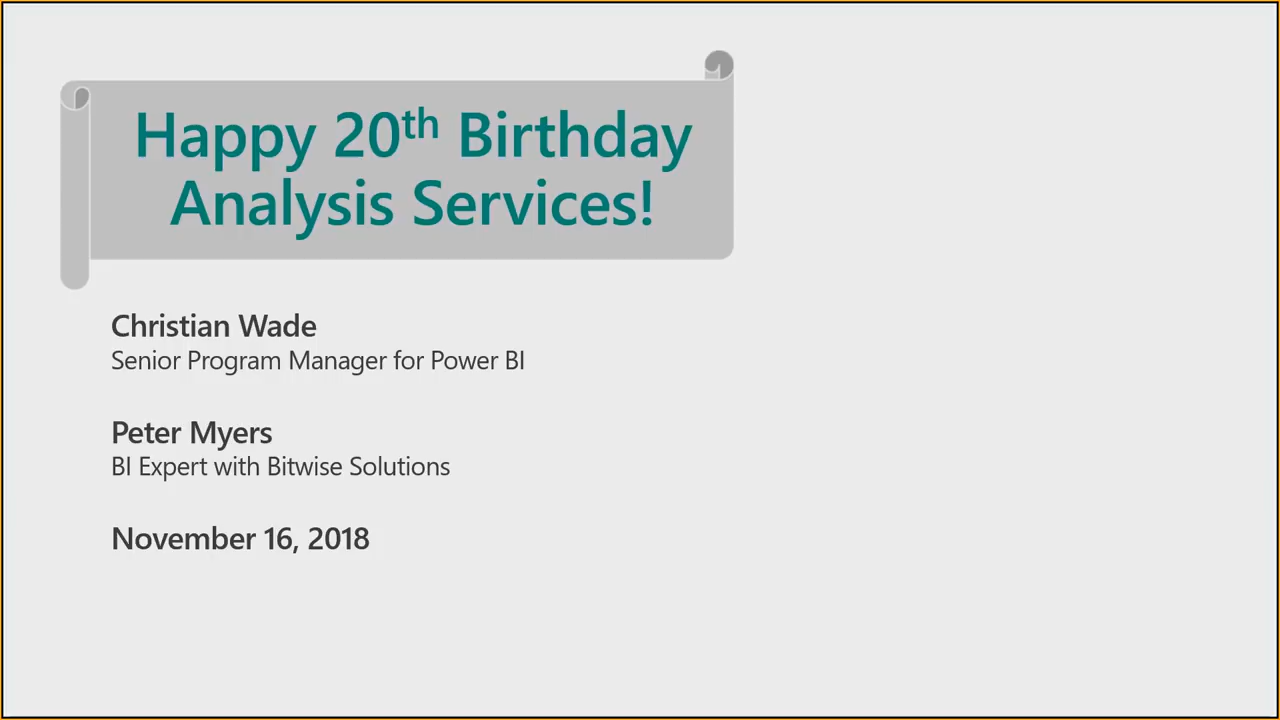 Happy 20th Birthday
Analysis Services!
Christian Wade
Senior Program Manager for Power BI
Peter Myers
BI Expert with Bitwise Solutions
November 16, 2018